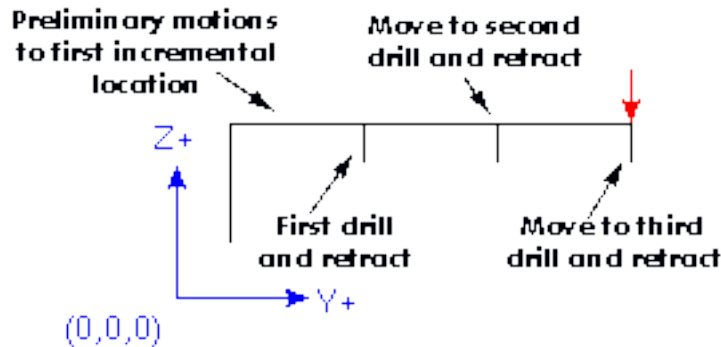 Preliminary motions
to first incremental
location
Move to second
drill and retract
Z+
First drill
and retract
Move to third
drill and retract
Y+
(0,0,0)